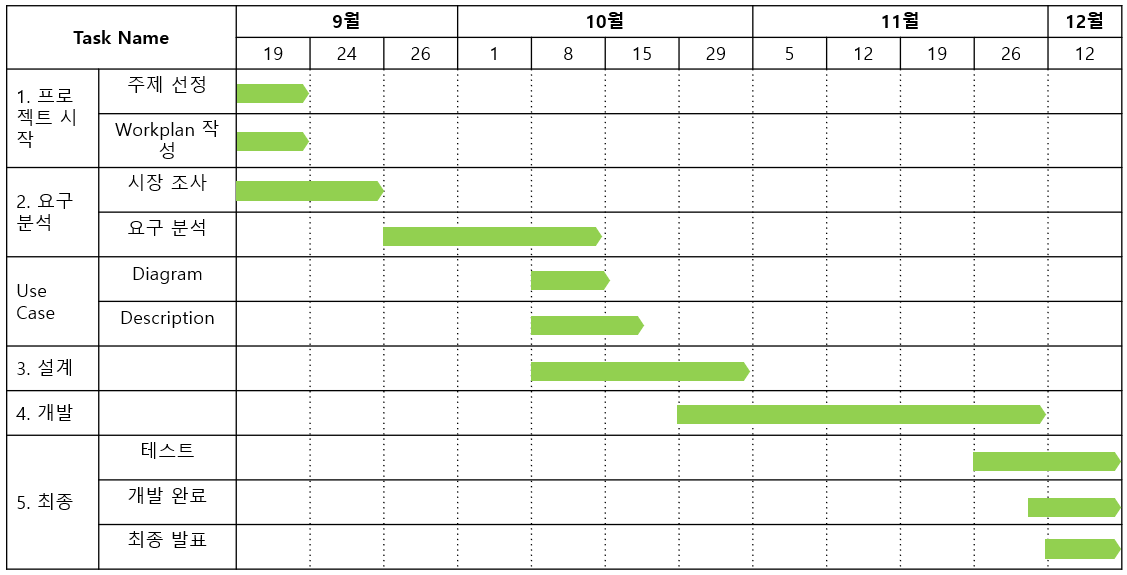 Task Name
9월
10월
11월
12월
19
24
26
1
8
15
29
5
12
19
26
12
1. 프로
젝트 시
작
주제 선정
Workplan 작
성
2. 요구
분석
시장 조사
요구 분석
Use
Case
Diagram
Description
3. 설계
4. 개발
5. 최종
테스트
개발 완료
최종 발표